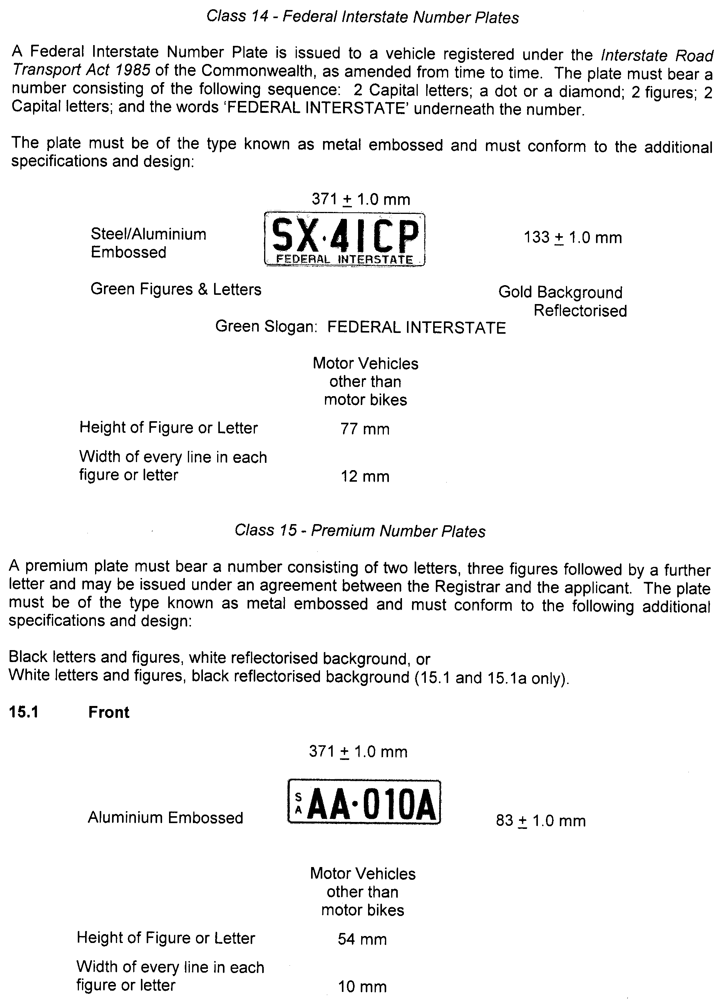 Class 14 - Federal Interstate Number Plates
A Federal Interstate Number Plate is issued to a vehicle registered under the Interstate Road
Transport Act 1985 of the Commonwealth, as amended from time to time. The plate must bear a
number consisting of the following sequence: 2 Capital letters; a dot or a diamond; 2 figures; 2
Capital letters; and the words 'FEDERAL INTERSTATE' underneath the number.
The plate must be of the type known as metal embossed and must conform to the additional
specifications and design:
371 ± 1.0 mm
Steel/Aluminium
Embossed
SX·41CP
FEDERAL INTERSTATE
133 ± 1.0 mm
Green Figures & Letters
Gold Background
Reflectorised
Green Slogan: FEDERAL INTERSTATE
Motor Vehicles
other than
motor bikes
Height of Figure or Letter 77 mm
Width of every line in each
figure or letter 12 mm
Class 15 - Premium Number Plates
A premium plate must bear a number consisting of two letters, three figures followed by a further
letter and may be issued under an agreement between the Registrar and the applicant. The plate
must be of the type known as metal embossed and must conform to the following additional
specifications and design:
Black letters and figures, white reflectorised background, or
White letters and figures, black reflectorised background (15.1 and 15.1a only).
15.1 Front
371 ± 1.0 mm
Aluminium Embossed
SA AA·010A
83 ± 1.0 mm
Motor Vehicles
other than
motor bikes
Height of Figure or Letter 54 mm
Width of every line in each
figure or letter 10 mm